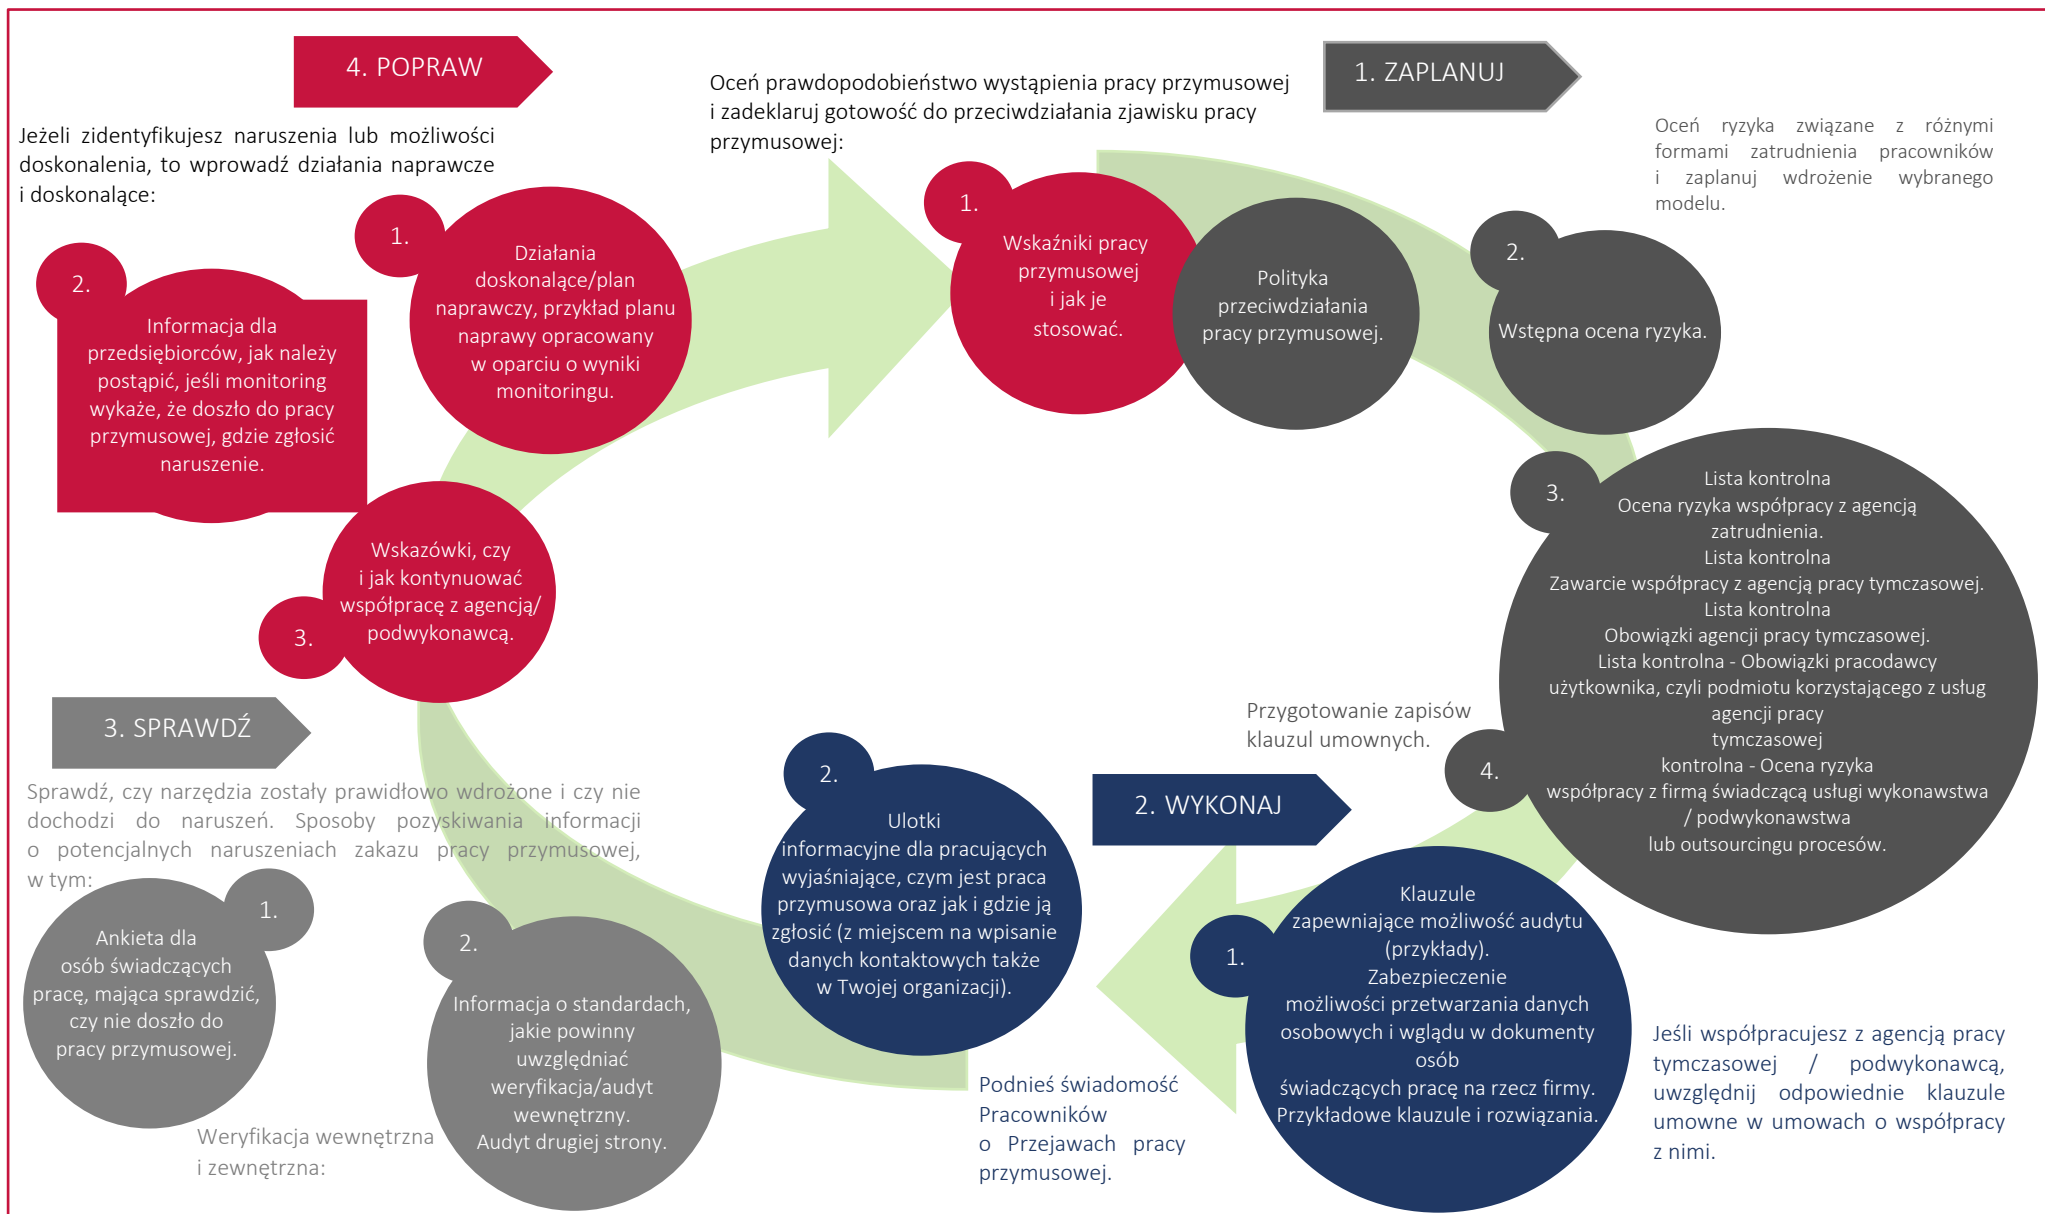 4. POPRAW
Jeżeli zidentyfikujesz naruszenia lub możliwości
doskonalenia, to wprowadź działania naprawcze
i doskonalące:
1.
Działania
doskonalące/plan
naprawczy, przykład planu
naprawy opracowany
w oparciu o wyniki
monitoringu.
2.
Informacja dla
przedsiębiorców, jak należy
postąpić, jeśli monitoring
wykaże, że doszło do pracy
przymusowej, gdzie zgłosić
naruszenie.
Wskazówki, czy
i jak kontynuować
współpracę z agencją/
podwykonawcą.
3.
Oceń prawdopodobieństwo wystąpienia pracy przymusowej
i zadeklaruj gotowość do przeciwdziałania zjawisku pracy
przymusowej:
1. ZAPLANUJ
Oceń ryzyka związane z różnymi
formami zatrudnienia pracowników
i zaplanuj wdrożenie wybranego
modelu.
1.
Wskaźniki pracy
przymusowej
i jak je
stosować.
Polityka
przeciwdziałania
pracy przymusowej.
2.
Wstępna ocena ryzyka.
3.
Lista kontrolna
Ocena ryzyka współpracy z agencją
zatrudnienia.
Lista kontrolna
Zawarcie współpracy z agencją pracy tymczasowej.
Lista kontrolna
Obowiązki agencji pracy tymczasowej.
Lista kontrolna - Obowiązki pracodawcy
użytkownika, czyli podmiotu korzystającego z usług
agencji pracy
tymczasowej
kontrolna - Ocena ryzyka
współpracy z firmą świadczącą usługi wykonawstwa
/ podwykonawstwa
lub outsourcingu procesów.
Przygotowanie zapisów
klauzul umownych.
4.
2. WYKONAJ
1.
Klauzule
zapewniające możliwość audytu
(przykłady).
Zabezpieczenie
możliwości przetwarzania danych
osobowych i wglądu w dokumenty
osób
świadczących pracę na rzecz firmy.
Przykładowe klauzule i rozwiązania.
Jeśli współpracujesz z agencją pracy
tymczasowej / podwykonawcą,
uwzględnij odpowiednie klauzule
umowne w umowach o współpracy
z nimi.
2.
Ulotki
informacyjne dla pracujących
wyjaśniające, czym jest praca
przymusowa oraz jak i gdzie ją
zgłosić (z miejscem na wpisanie
danych kontaktowych także
w Twojej organizacji).
Podnieś świadomość
Pracowników
o Przejawach pracy
przymusowej.
3. SPRAWDŹ
Sprawdź, czy narzędzia zostały prawidłowo wdrożone i czy nie
dochodzi do naruszeń. Sposoby pozyskiwania informacji
o potencjalnych naruszeniach zakazu pracy przymusowej,
w tym:
1.
Ankieta dla
osób świadczących
pracę, mająca sprawdzić,
czy nie doszło do
pracy przymusowej.
2.
Informacja o standardach,
jakie powinny
uwzględniać
weryfikacja/audyt
wewnętrzny.
Audyt drugiej strony.
Weryfikacja wewnętrzna
i zewnętrzna: